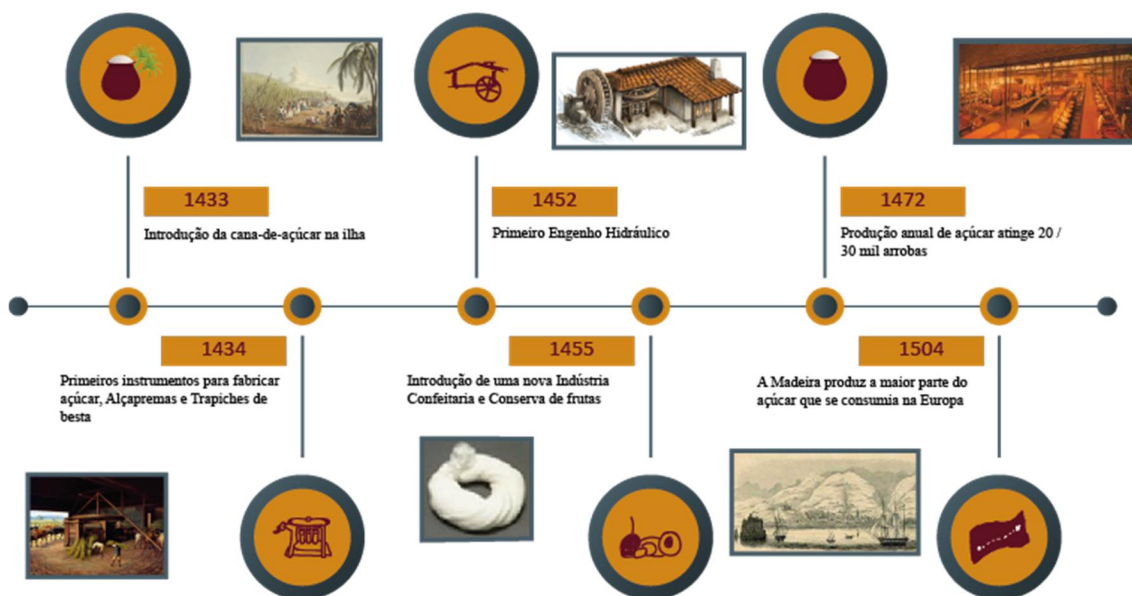 1433
Introdução da cana-de-açúcar na ilha
1434
Primeiros instrumentos para fabricar
açúcar, Alçapremas e Trapiches de
besta
1452
Primeiro Engenho Hidráulico
1455
Introdução de uma nova Indústria
Confeitaria e Conserva de frutas
1472
Produção anual de açúcar atinge 20 /
30 mil arrobas
1504
A Madeira produz a maior parte do
açúcar que se consumia na Europa